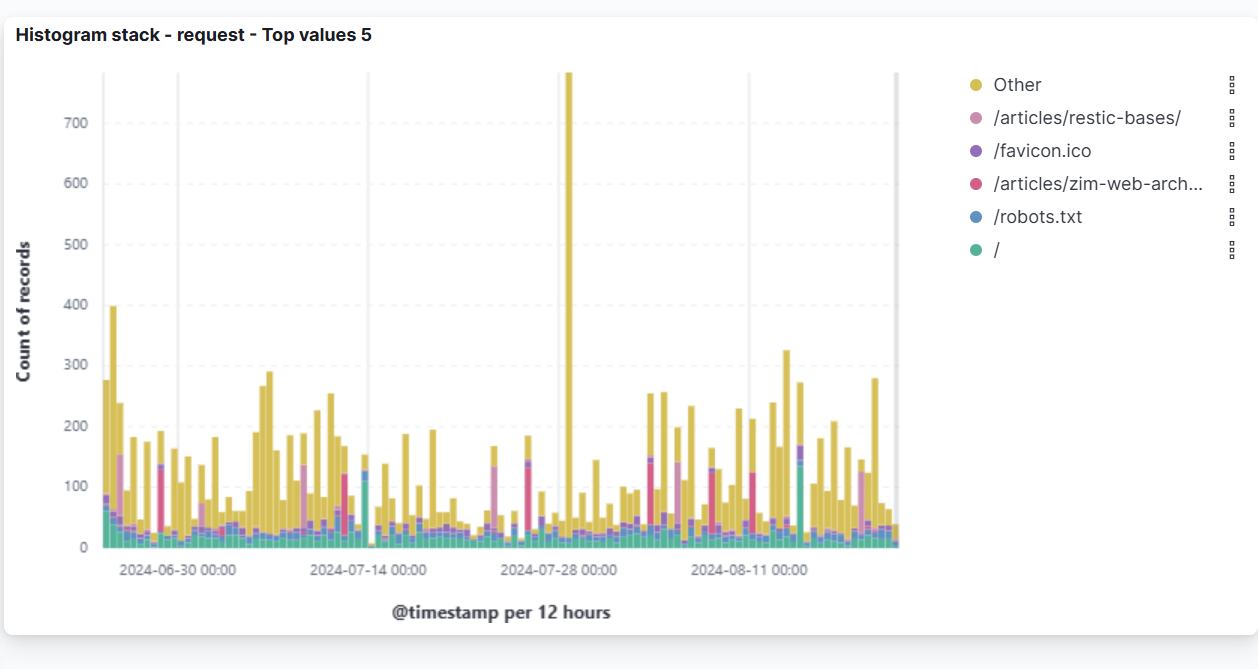 Histogram stack - request - Top values 5
Count of records
700
600
500
400
300
200
100
0
2024-06-30 00:00
2024-07-14 00:00
2024-07-28 00:00
2024-08-11 00:00
@timestamp per 12 hours
Other
/articles/restic-bases/
/favicon.ico
/articles/zim-web-arch...
/robots.txt
/